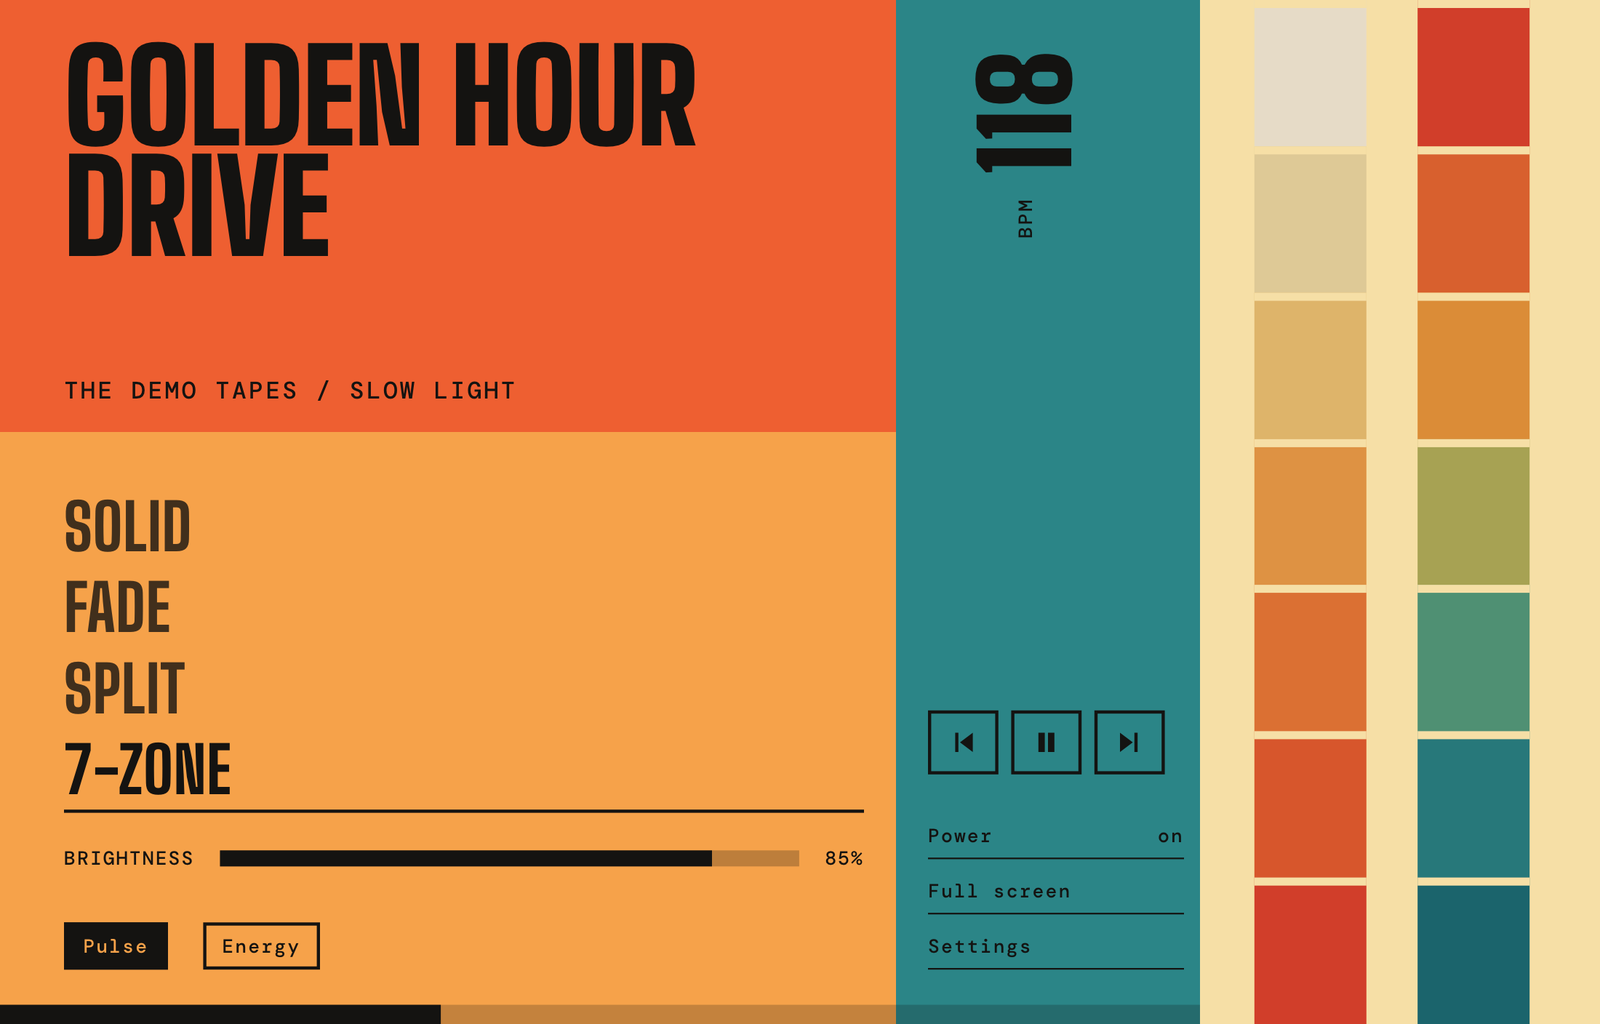 GOLDEN HOUR
DRIVE
THE DEMO TAPES / SLOW LIGHT
SOLID
FADE
SPLIT
7-ZONE
BRIGHTNESS 85%
Pulse Energy
118
BPM
Power on
Full screen
Settings